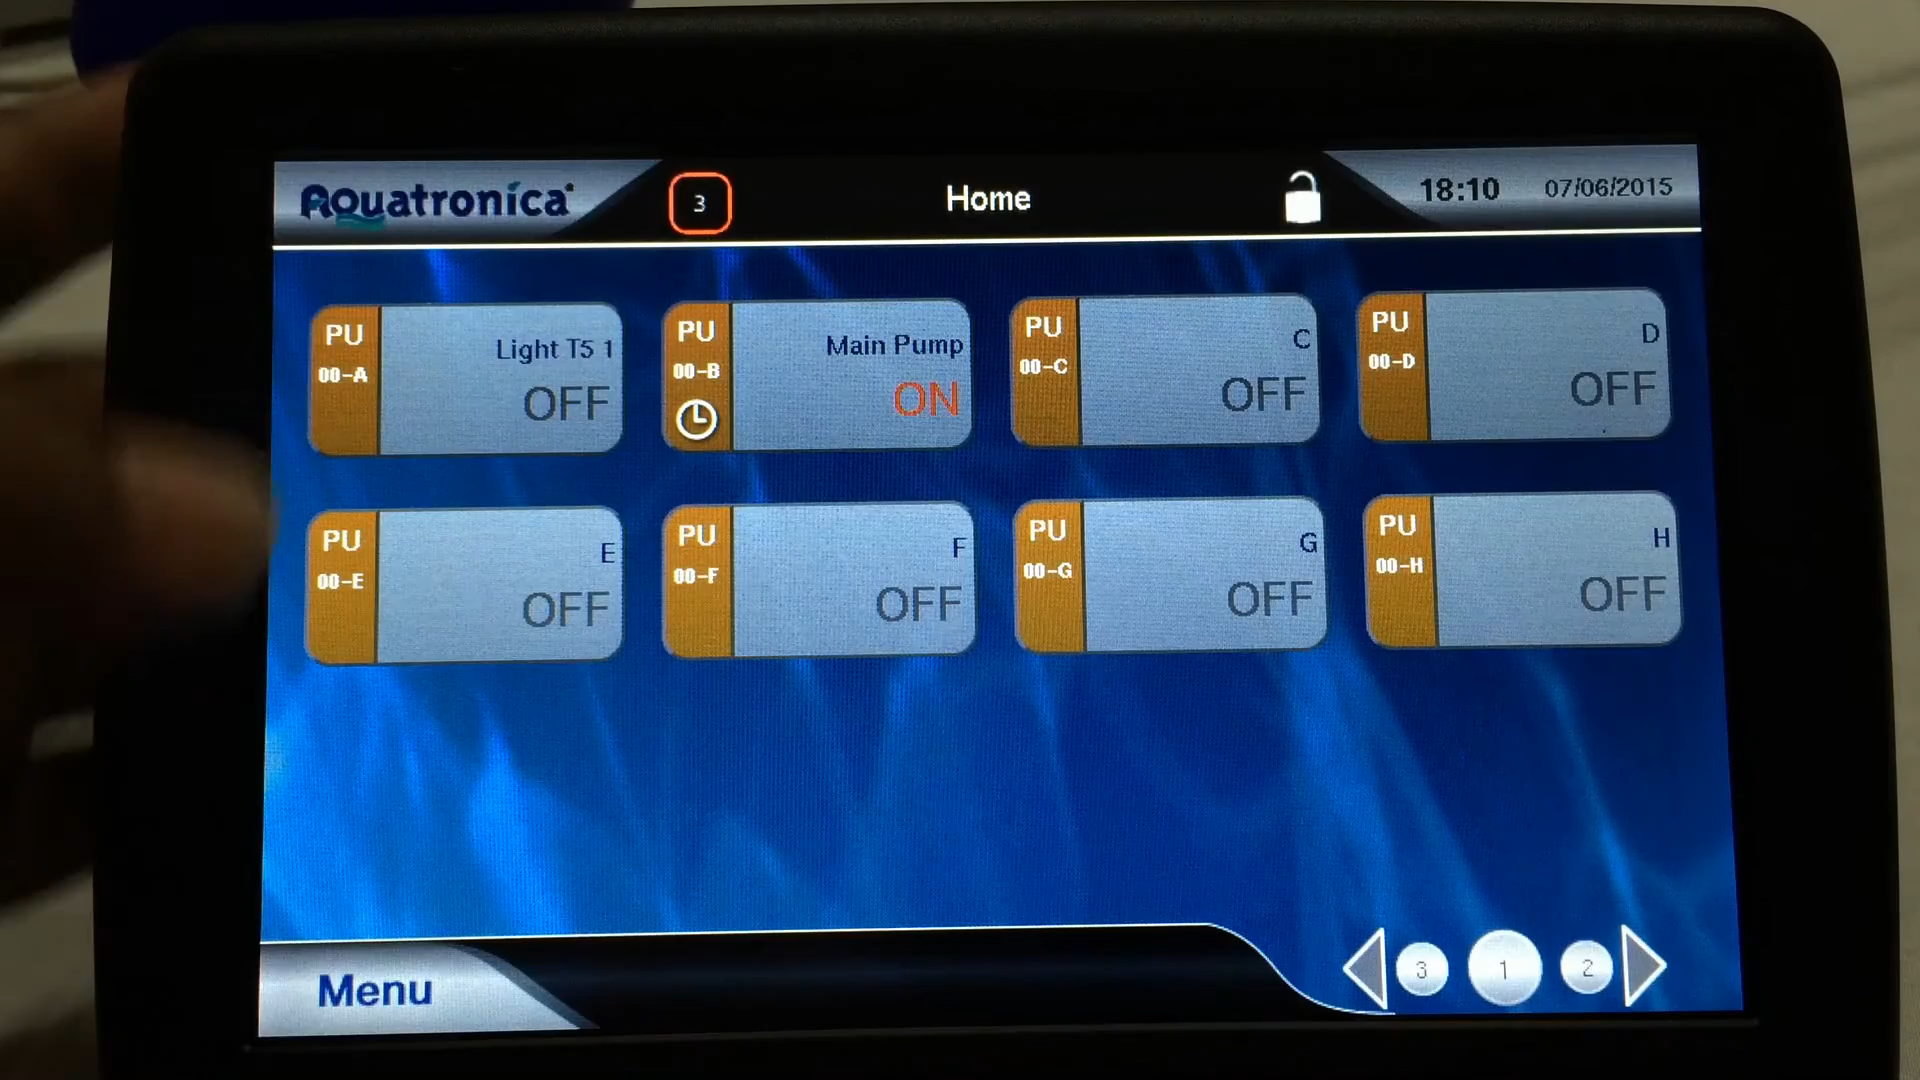 Aquatronica
3
Home
18:10
07/06/2015
PU
00-A
Light T5 1
OFF
PU
00-B
Main Pump
ON
PU
00-C
C
OFF
PU
00-D
D
OFF
PU
00-E
E
OFF
PU
00-F
F
OFF
PU
00-G
G
OFF
PU
00-H
H
OFF
Menu
3
1
2